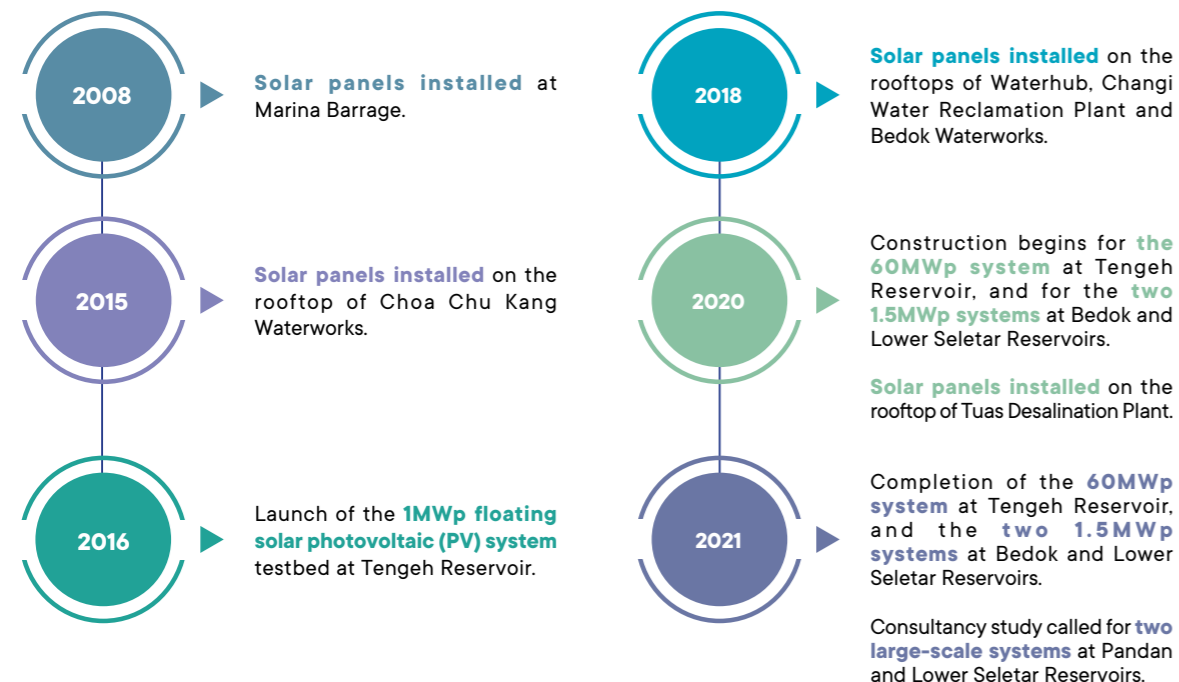 2008
Solar panels installed at
Marina Barrage.
2015
Solar panels installed on the
rooftop of Choa Chu Kang
Waterworks.
2016
Launch of the 1MWp floating
solar photovoltaic (PV) system
testbed at Tengeh Reservoir.
2018
Solar panels installed on the
rooftops of Waterhub, Changi
Water Reclamation Plant and
Bedok Waterworks.
2020
Construction begins for the
60MWp system at Tengeh
Reservoir, and for the two
1.5MWp systems at Bedok and
Lower Seletar Reservoirs.
Solar panels installed on the
rooftop of Tuas Desalination Plant.
2021
Completion of the 60MWp
system at Tengeh Reservoir,
and the two 1.5MWp
systems at Bedok and Lower
Seletar Reservoirs.
Consultancy study called for two
large-scale systems at Pandan
and Lower Seletar Reservoirs.